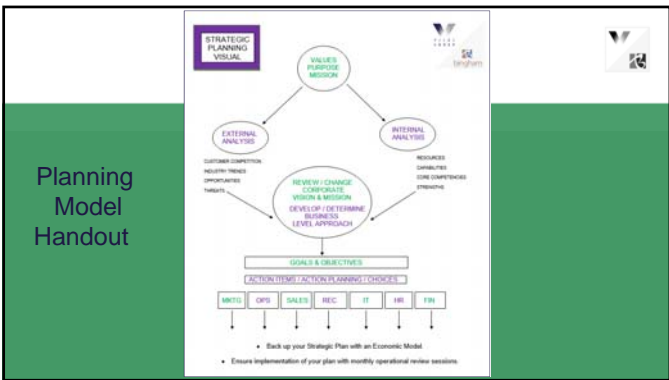 STRATEGIC
PLANNING
VISUAL
VALUES
PURPOSE
MISSION
bingham
EXTERNAL
ANALYSIS
INTERNAL
ANALYSIS
CUSTOMER COMPETITION
INDUSTRY TRENDS
OPPORTUNITIES
THREATS
RESOURCES
CAPABILITIES
CORE COMPETENCIES
STRENGTHS
Planning
Model
Handout
REVIEW / CHANGE
CORPORATE
VISION & MISSION
DEVELOP / DETERMINE
BUSINESS
LEVEL APPROACH
GOALS & OBJECTIVES
ACTION ITEMS / ACTION PLANNING / CHOICES
MKTG OPS SALES REC IT HR FIN
• Back up your Strategic Plan with an Economic Model.
• Ensure implementation of your plan with monthly operational review sessions.